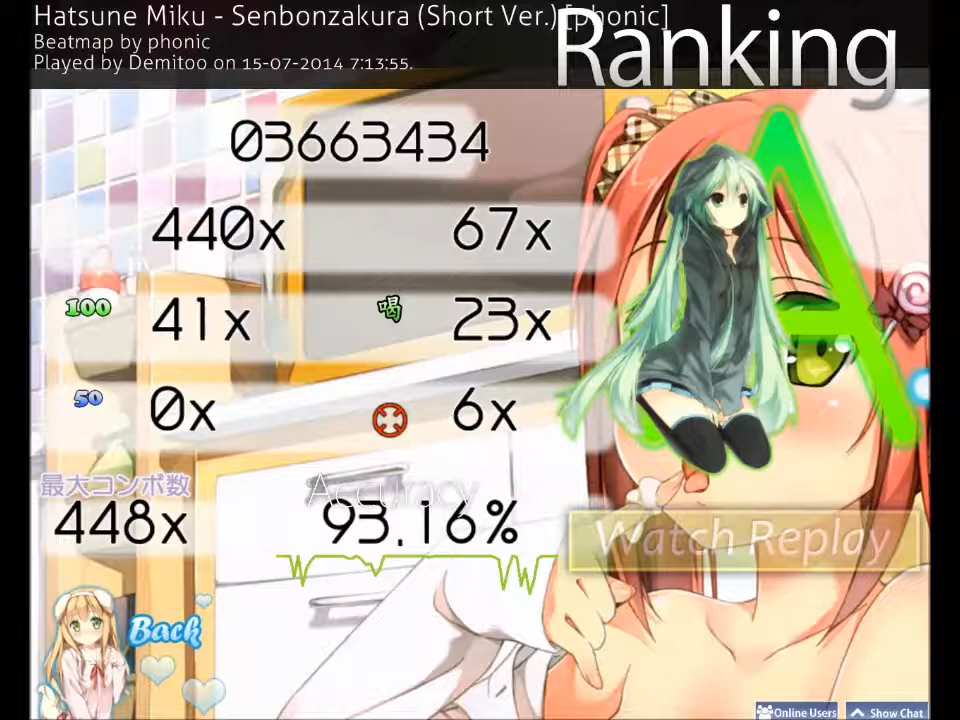 Hatsune Miku - Senbonzakura (Short Ver.) [phonic]
Beatmap by phonic
Played by Demitoo on 15-07-2014 7:13:55.
Ranking
03663434
440x 67x
100 41x 喝 23x
50 0x 6x
最大コンボ数 Accuracy
448x 93.16%
A
Watch Replay
Back
Online Users Show Chat